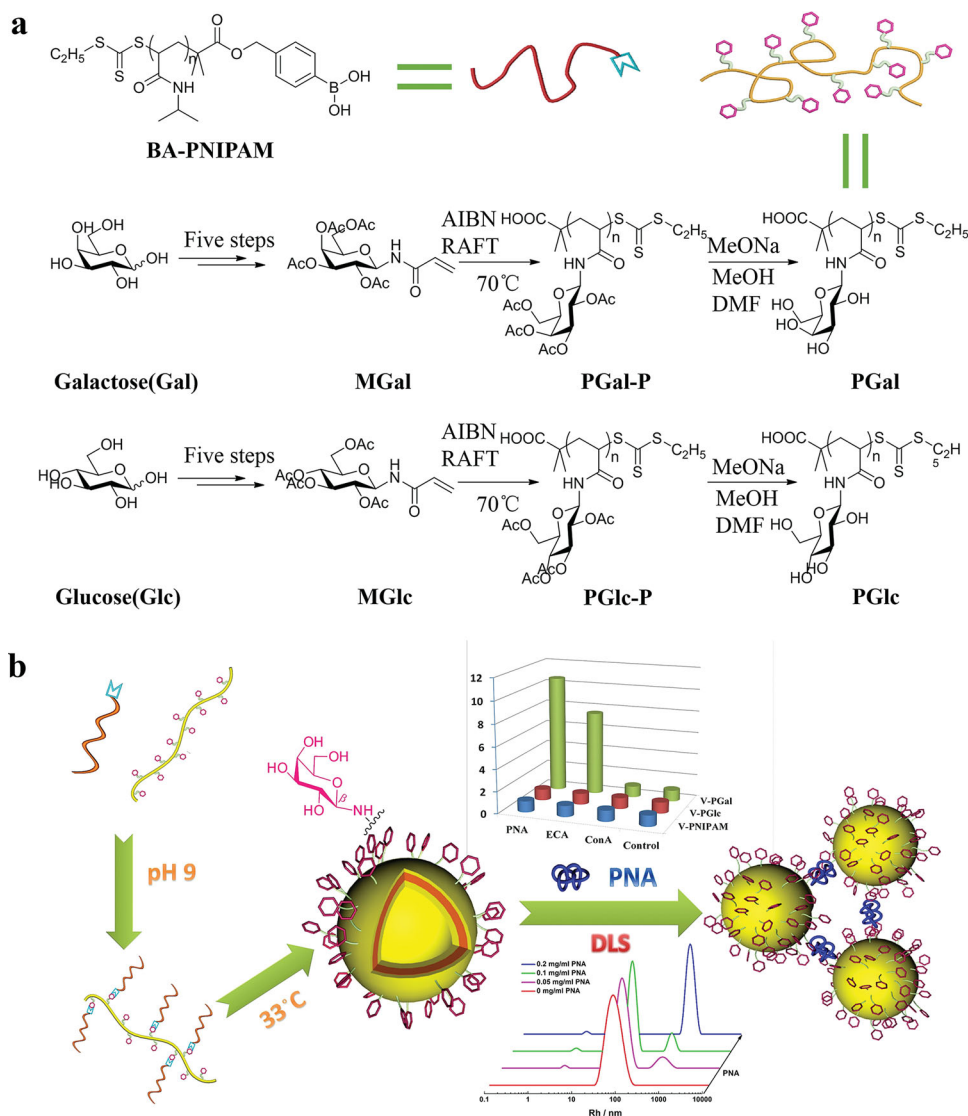 a
C₂H₅
S
S
S
n
O
O
O
NH
OH
B
OH
BA-PNIPAM
OH
OH
O
HO
OH
OH
Galactose(Gal)
Five steps
AcO
OAc
O
AcO
OAc
H
N
O
MGal
AIBN
RAFT
70℃
HOOC
n
S
S
S
C₂H₅
HN
O
O
OAc
AcO
AcO
AcO
PGal-P
MeONa
MeOH
DMF
HOOC
n
S
S
S
C₂H₅
HN
O
O
OH
HO
HO
HO
PGal
OH
HO
O
HO
OH
OH
Glucose(Glc)
Five steps
OAc
AcO
O
AcO
OAc
H
N
O
MGlc
AIBN
RAFT
70℃
HOOC
n
S
S
S
C₂H₅
HN
O
O
AcO
OAc
AcO
OAc
PGlc-P
MeONa
MeOH
DMF
HOOC
n
S
S
S
C₂H
5
HN
O
O
HO
OH
HO
HO
PGlc
b
pH 9
33°C
OH
OH
O
HO
OH
β
NH
12
10
8
6
4
2
0
PNA
ECA
ConA
Control
V-PGal
V-PGlc
V-PNIPAM
PNA
DLS
0.2 mg/ml PNA
0.1 mg/ml PNA
0.05 mg/ml PNA
0 mg/ml PNA
PNA
0.1 1 10 100 1000 10000
Rh / nm